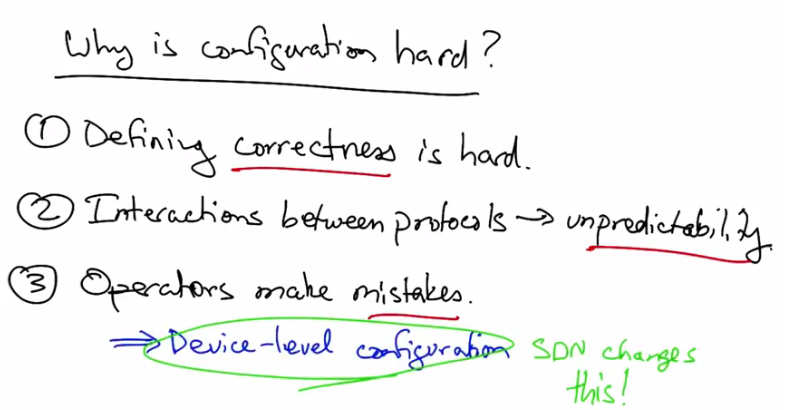 Why is configuration hard?
① Defining correctness is hard.
② Interactions between protocols → unpredictability.
③ Operators make mistakes.
⇒ Device-level configuration SDN changes
this!